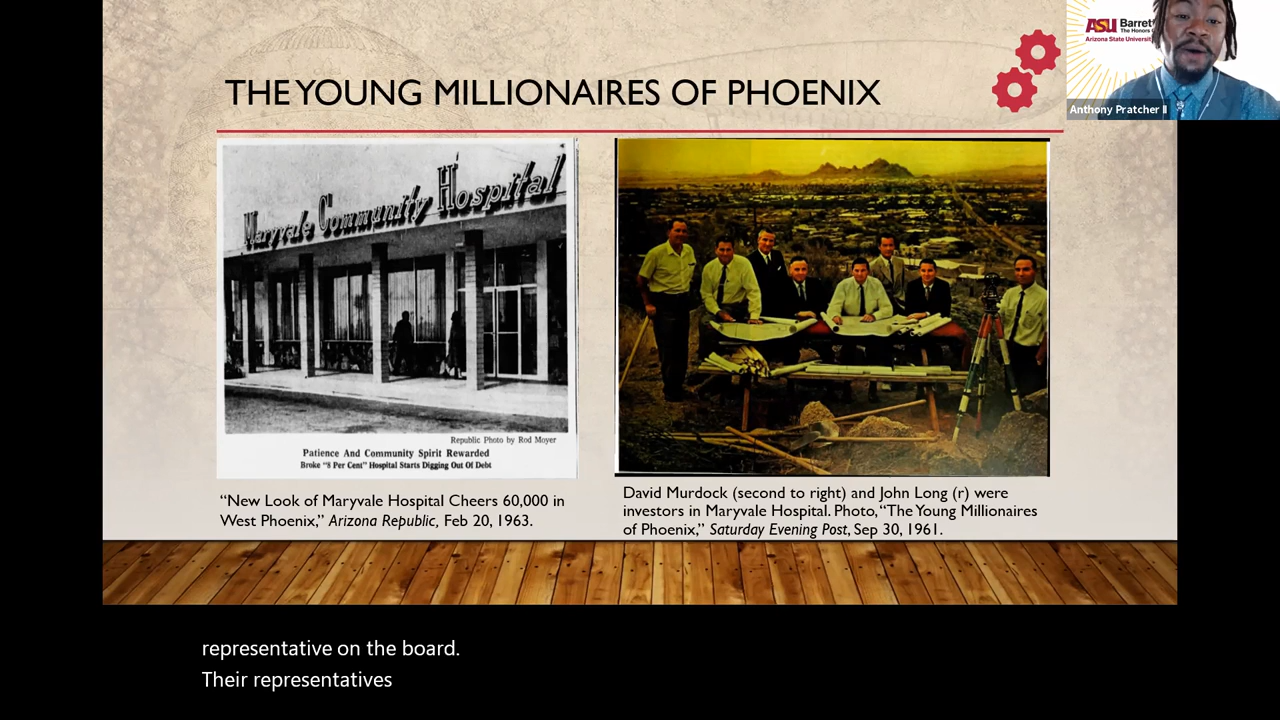 THE YOUNG MILLIONAIRES OF PHOENIX
ASU Barret
The Honors
Arizona State Universit
Anthony Pratcher II
Maryvale Community Hospital
Republic Photo by Rod Moyer
Patience And Community Spirit Rewarded
Broke "8 Per Cent" Hospital Starts Digging Out Of Debt
“New Look of Maryvale Hospital Cheers 60,000 in
West Phoenix,” Arizona Republic, Feb 20, 1963.
David Murdock (second to right) and John Long (r) were
investors in Maryvale Hospital. Photo, “The Young Millionaires
of Phoenix,” Saturday Evening Post, Sep 30, 1961.
representative on the board.
Their representatives